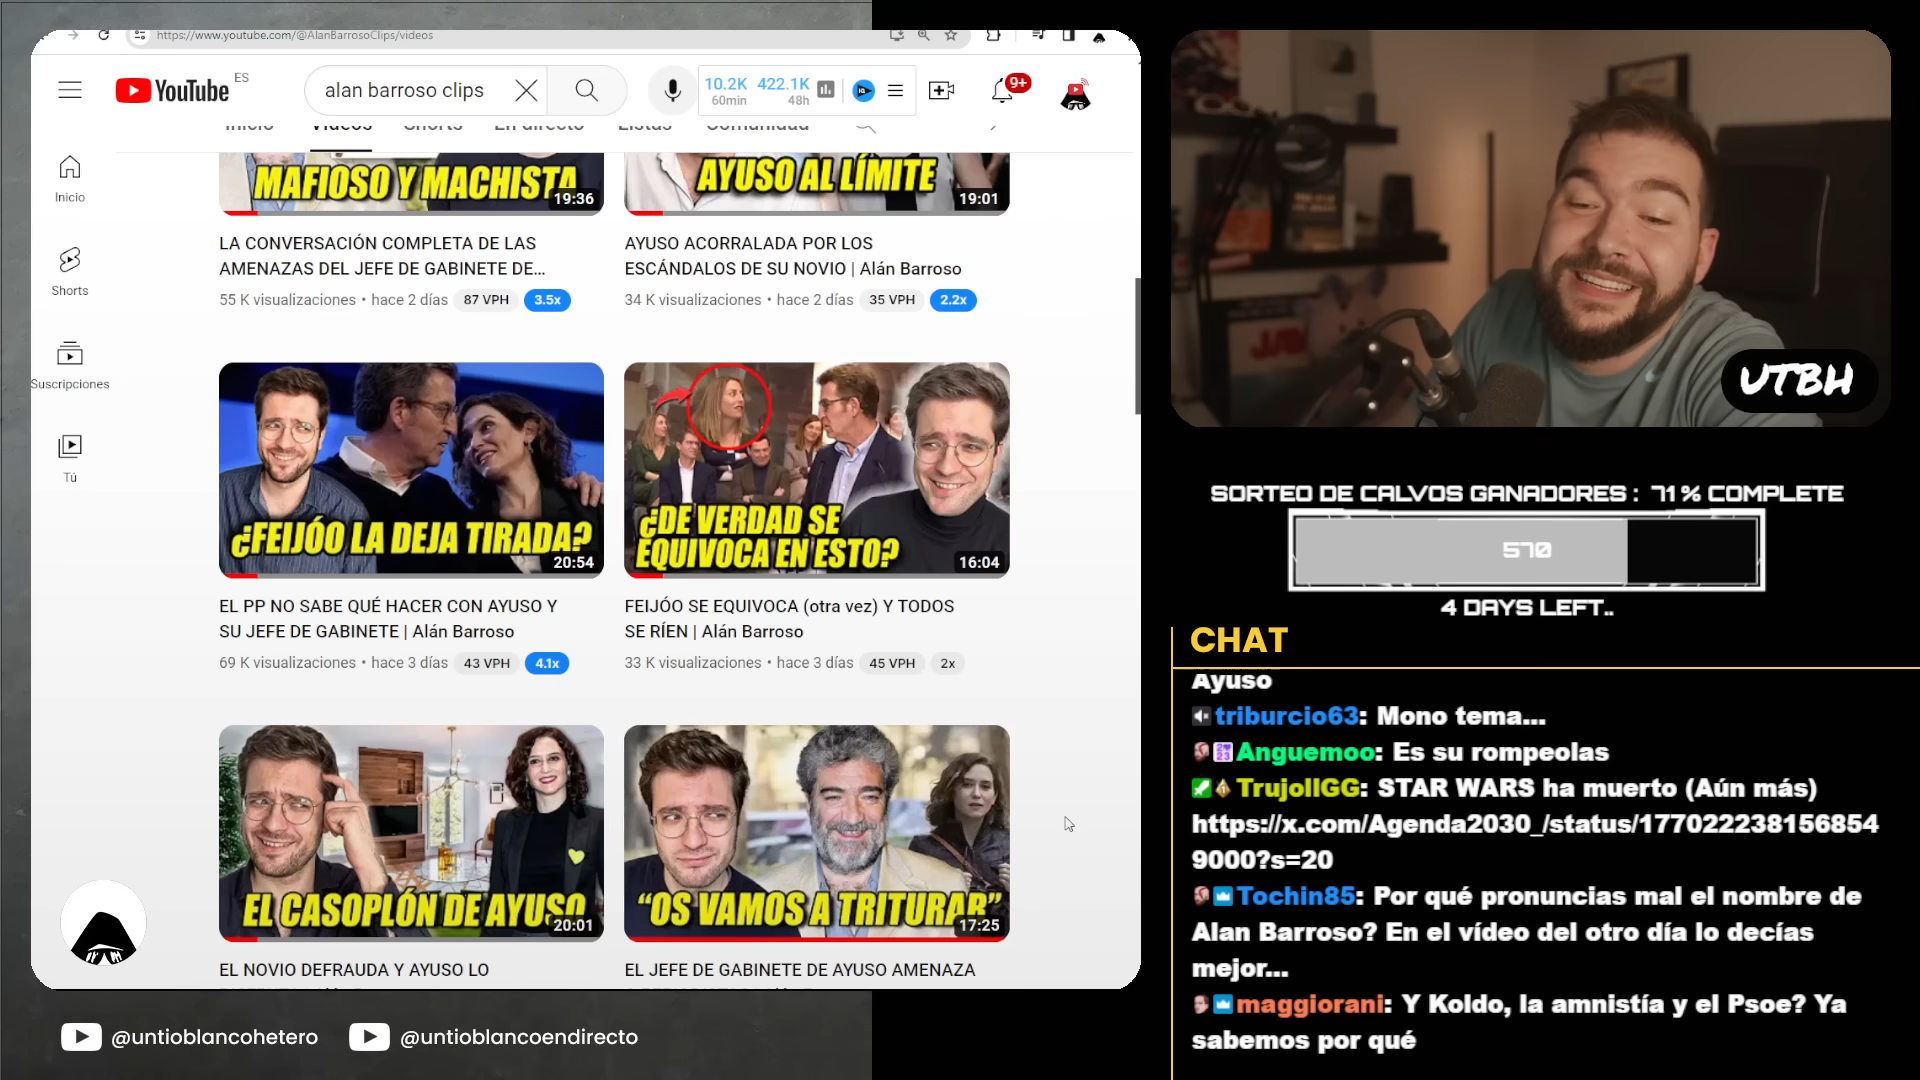 https://www.youtube.com/@AlanBarrosoClips/videos
YouTube ES
alan barroso clips
10.2K 422.1K
60min 48h
9+
Inicio Vídeos Shorts En directo Listas Comunidad
Inicio
Shorts
Suscripciones
Tú
MAFIOSO Y MACHISTA
19:36
LA CONVERSACIÓN COMPLETA DE LAS
AMENAZAS DEL JEFE DE GABINETE DE...
55 K visualizaciones • hace 2 días 87 VPH 3.5x
AYUSO AL LÍMITE
19:01
AYUSO ACORRALADA POR LOS
ESCÁNDALOS DE SU NOVIO | Alán Barroso
34 K visualizaciones • hace 2 días 35 VPH 2.2x
¿FEIJÓO LA DEJA TIRADA?
20:54
EL PP NO SABE QUÉ HACER CON AYUSO Y
SU JEFE DE GABINETE | Alán Barroso
69 K visualizaciones • hace 3 días 43 VPH 4.1x
¿DE VERDAD SE
EQUIVOCA EN ESTO?
16:04
FEIJÓO SE EQUIVOCA (otra vez) Y TODOS
SE RÍEN | Alán Barroso
33 K visualizaciones • hace 3 días 45 VPH 2x
EL CASOPLÓN DE AYUSO
20:01
EL NOVIO DEFRAUDA Y AYUSO LO
"OS VAMOS A TRITURAR"
17:25
EL JEFE DE GABINETE DE AYUSO AMENAZA
@untioblancohetero
@untioblancoendirecto
UTBH
SORTEO DE CALVOS GANADORES : 71% COMPLETE
570
4 DAYS LEFT..
CHAT
Ayuso
triburcio63: Mono tema...
Anguemoo: Es su rompeolas
TrujollGG: STAR WARS ha muerto (Aún más)
https://x.com/Agenda2030_/status/177022238156854
9000?s=20
Tochin85: Por qué pronuncias mal el nombre de
Alan Barroso? En el vídeo del otro día lo decías
mejor...
maggiorani: Y Koldo, la amnistía y el Psoe? Ya
sabemos por qué